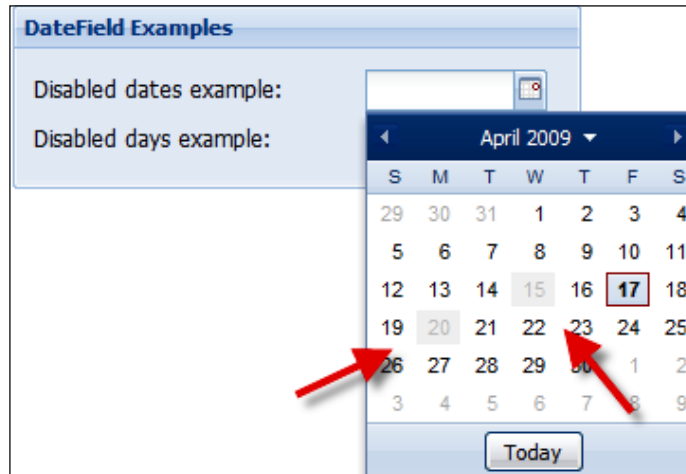 DateField Examples
Disabled dates example:
Disabled days example:
April 2009
S M T W T F S
29 30 31 1 2 3 4
5 6 7 8 9 10 11
12 13 14 15 16 17 18
19 20 21 22 23 24 25
26 27 28 29 30 1 2
3 4 5 6 7 8 9
Today